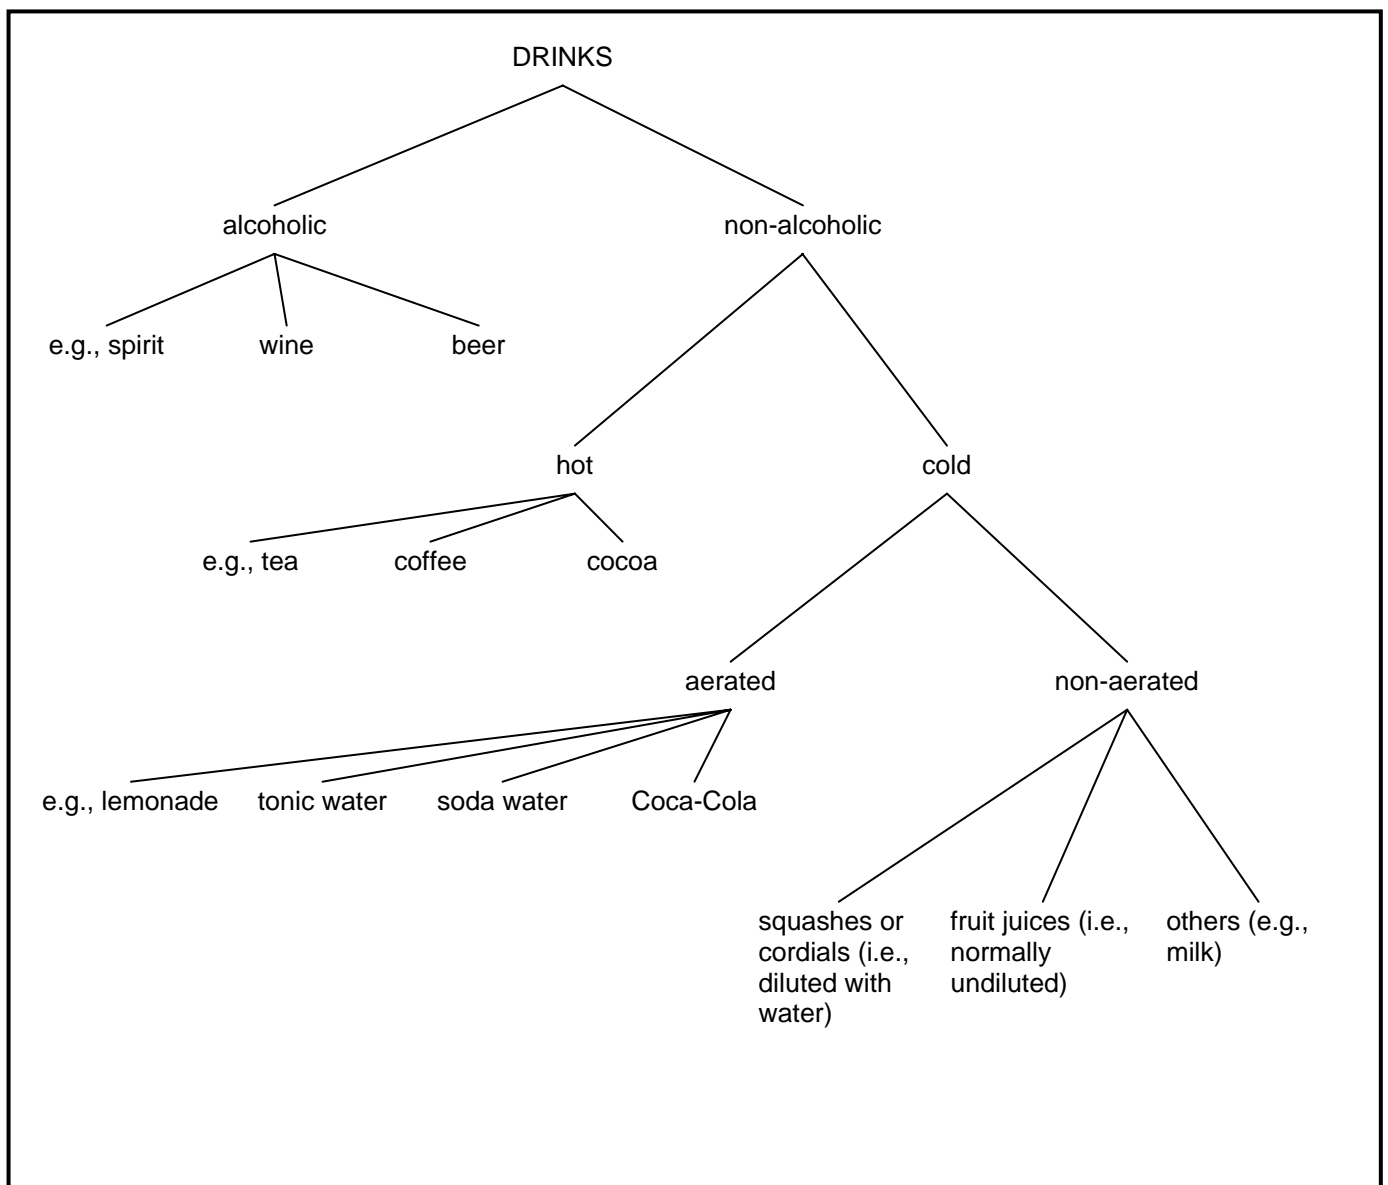 DRINKS
alcoholic
non-alcoholic
e.g., spirit
wine
beer
hot
cold
e.g., tea
coffee
cocoa
aerated
non-aerated
e.g., lemonade
tonic water
soda water
Coca-Cola
squashes or
cordials (i.e.,
diluted with
water)
fruit juices (i.e.,
normally
undiluted)
others (e.g.,
milk)